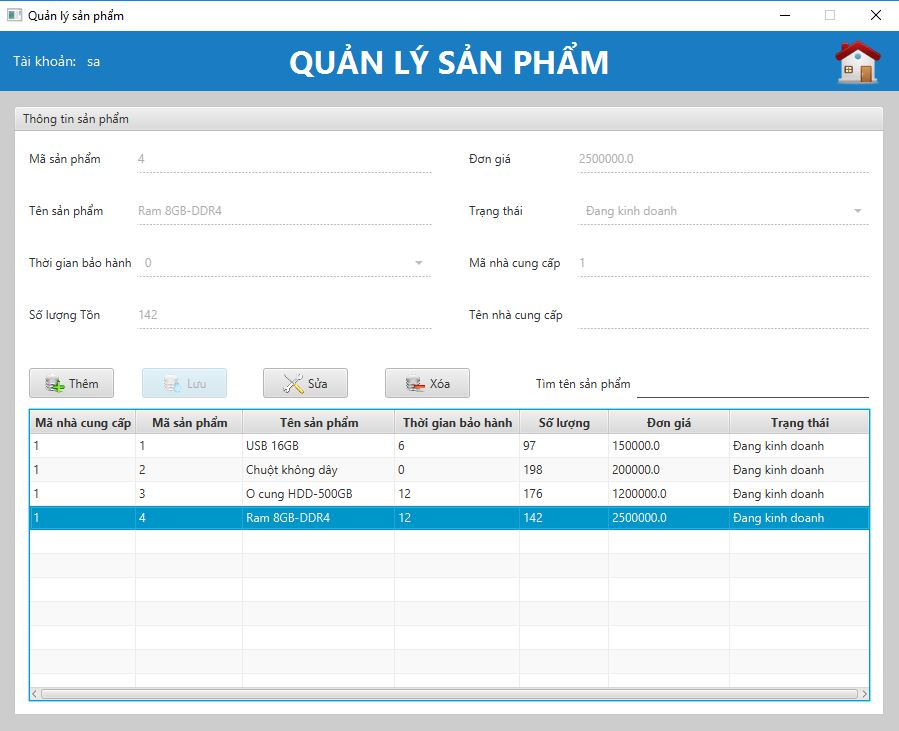 Quản lý sản phẩm
Tài khoản: sa
QUẢN LÝ SẢN PHẨM
Thông tin sản phẩm
Mã sản phẩm 4 Đơn giá 2500000.0
Tên sản phẩm Ram 8GB-DDR4 Trạng thái Đang kinh doanh
Thời gian bảo hành 0 Mã nhà cung cấp 1
Số lượng Tồn 142 Tên nhà cung cấp
Thêm Lưu Sửa Xóa Tìm tên sản phẩm
Mã nhà cung cấp Mã sản phẩm Tên sản phẩm Thời gian bảo hành Số lượng Đơn giá Trạng thái
1 1 USB 16GB 6 97 150000.0 Đang kinh doanh
1 2 Chuột không dây 0 198 200000.0 Đang kinh doanh
1 3 O cung HDD-500GB 12 176 1200000.0 Đang kinh doanh
1 4 Ram 8GB-DDR4 12 142 2500000.0 Đang kinh doanh